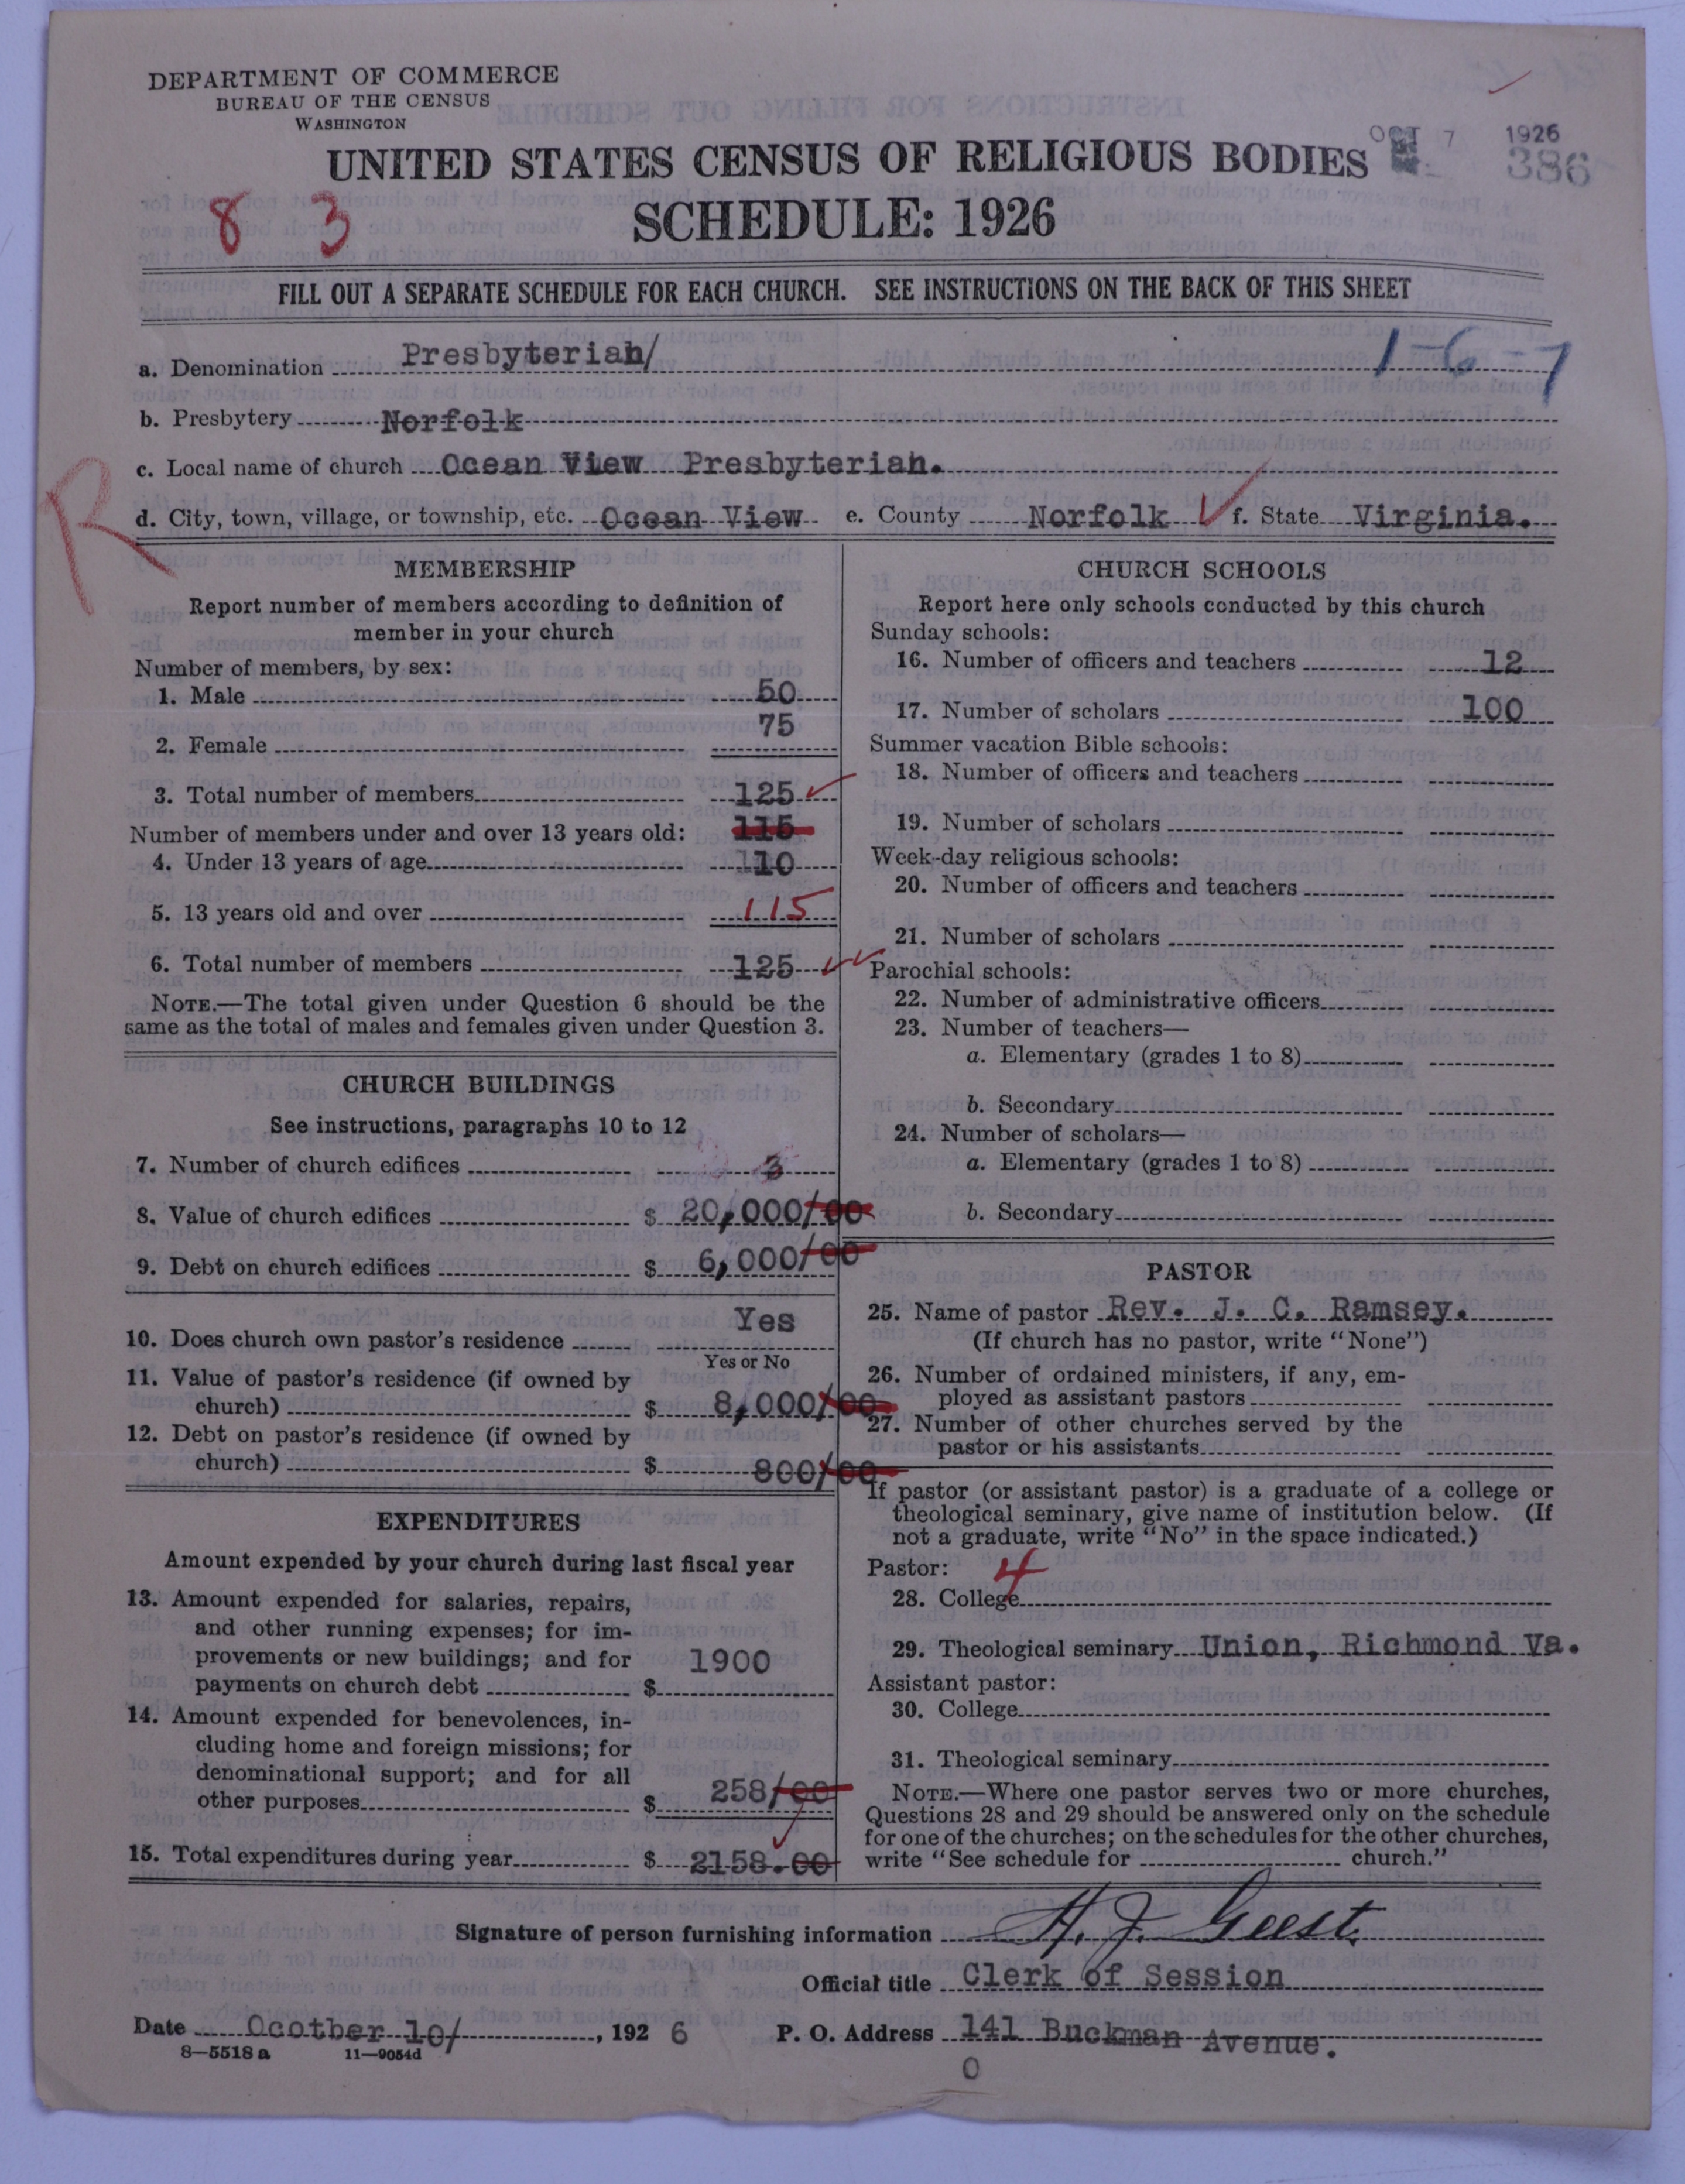 DEPARTMENT OF COMMERCE
BUREAU OF THE CENSUS
WASHINGTON
OCT 7 1926
386
UNITED STATES CENSUS OF RELIGIOUS BODIES
8 3
SCHEDULE: 1926
FILL OUT A SEPARATE SCHEDULE FOR EACH CHURCH. SEE INSTRUCTIONS ON THE BACK OF THIS SHEET
1-6-7
a. Denomination Presbyterian/
b. Presbytery Norfolk
c. Local name of church Ocean View Presbyterian.
R
d. City, town, village, or township, etc. Ocean View e. County Norfolk f. State Virginia.
MEMBERSHIP
Report number of members according to definition of
member in your church
Number of members, by sex:
1. Male 50
2. Female 75
3. Total number of members 125
Number of members under and over 13 years old: 115
4. Under 13 years of age 10
5. 13 years old and over 115
6. Total number of members 125
NOTE.—The total given under Question 6 should be the
same as the total of males and females given under Question 3.
CHURCH BUILDINGS
See instructions, paragraphs 10 to 12
7. Number of church edifices 3
8. Value of church edifices $ 20,000/00
9. Debt on church edifices $ 6,000/00
10. Does church own pastor's residence Yes
Yes or No
11. Value of pastor's residence (if owned by
church) $ 8,000/00
12. Debt on pastor's residence (if owned by
church) $ 800/00
EXPENDITURES
Amount expended by your church during last fiscal year
13. Amount expended for salaries, repairs,
and other running expenses; for im-
provements or new buildings; and for
payments on church debt $ 1900
14. Amount expended for benevolences, in-
cluding home and foreign missions; for
denominational support; and for all
other purposes $ 258/00
15. Total expenditures during year $ 2158.00
CHURCH SCHOOLS
Report here only schools conducted by this church
Sunday schools:
16. Number of officers and teachers 12
17. Number of scholars 100
Summer vacation Bible schools:
18. Number of officers and teachers
19. Number of scholars
Week-day religious schools:
20. Number of officers and teachers
21. Number of scholars
Parochial schools:
22. Number of administrative officers
23. Number of teachers—
a. Elementary (grades 1 to 8)
b. Secondary
24. Number of scholars—
a. Elementary (grades 1 to 8)
b. Secondary
PASTOR
25. Name of pastor Rev. J. C. Ramsey.
(If church has no pastor, write "None")
26. Number of ordained ministers, if any, em-
ployed as assistant pastors
27. Number of other churches served by the
pastor or his assistants
If pastor (or assistant pastor) is a graduate of a college or
theological seminary, give name of institution below. (If
not a graduate, write "No" in the space indicated.)
Pastor: 4
28. College
29. Theological seminary Union, Richmond Va.
Assistant pastor:
30. College
31. Theological seminary
NOTE.—Where one pastor serves two or more churches,
Questions 28 and 29 should be answered only on the schedule
for one of the churches; on the schedules for the other churches,
write "See schedule for church."
Signature of person furnishing information H. J. Geest.
Official title Clerk of Session
Date Ocotber 10/, 192 6 P. O. Address 141 Buckman Avenue.
8—5518 a 11—9054d
0